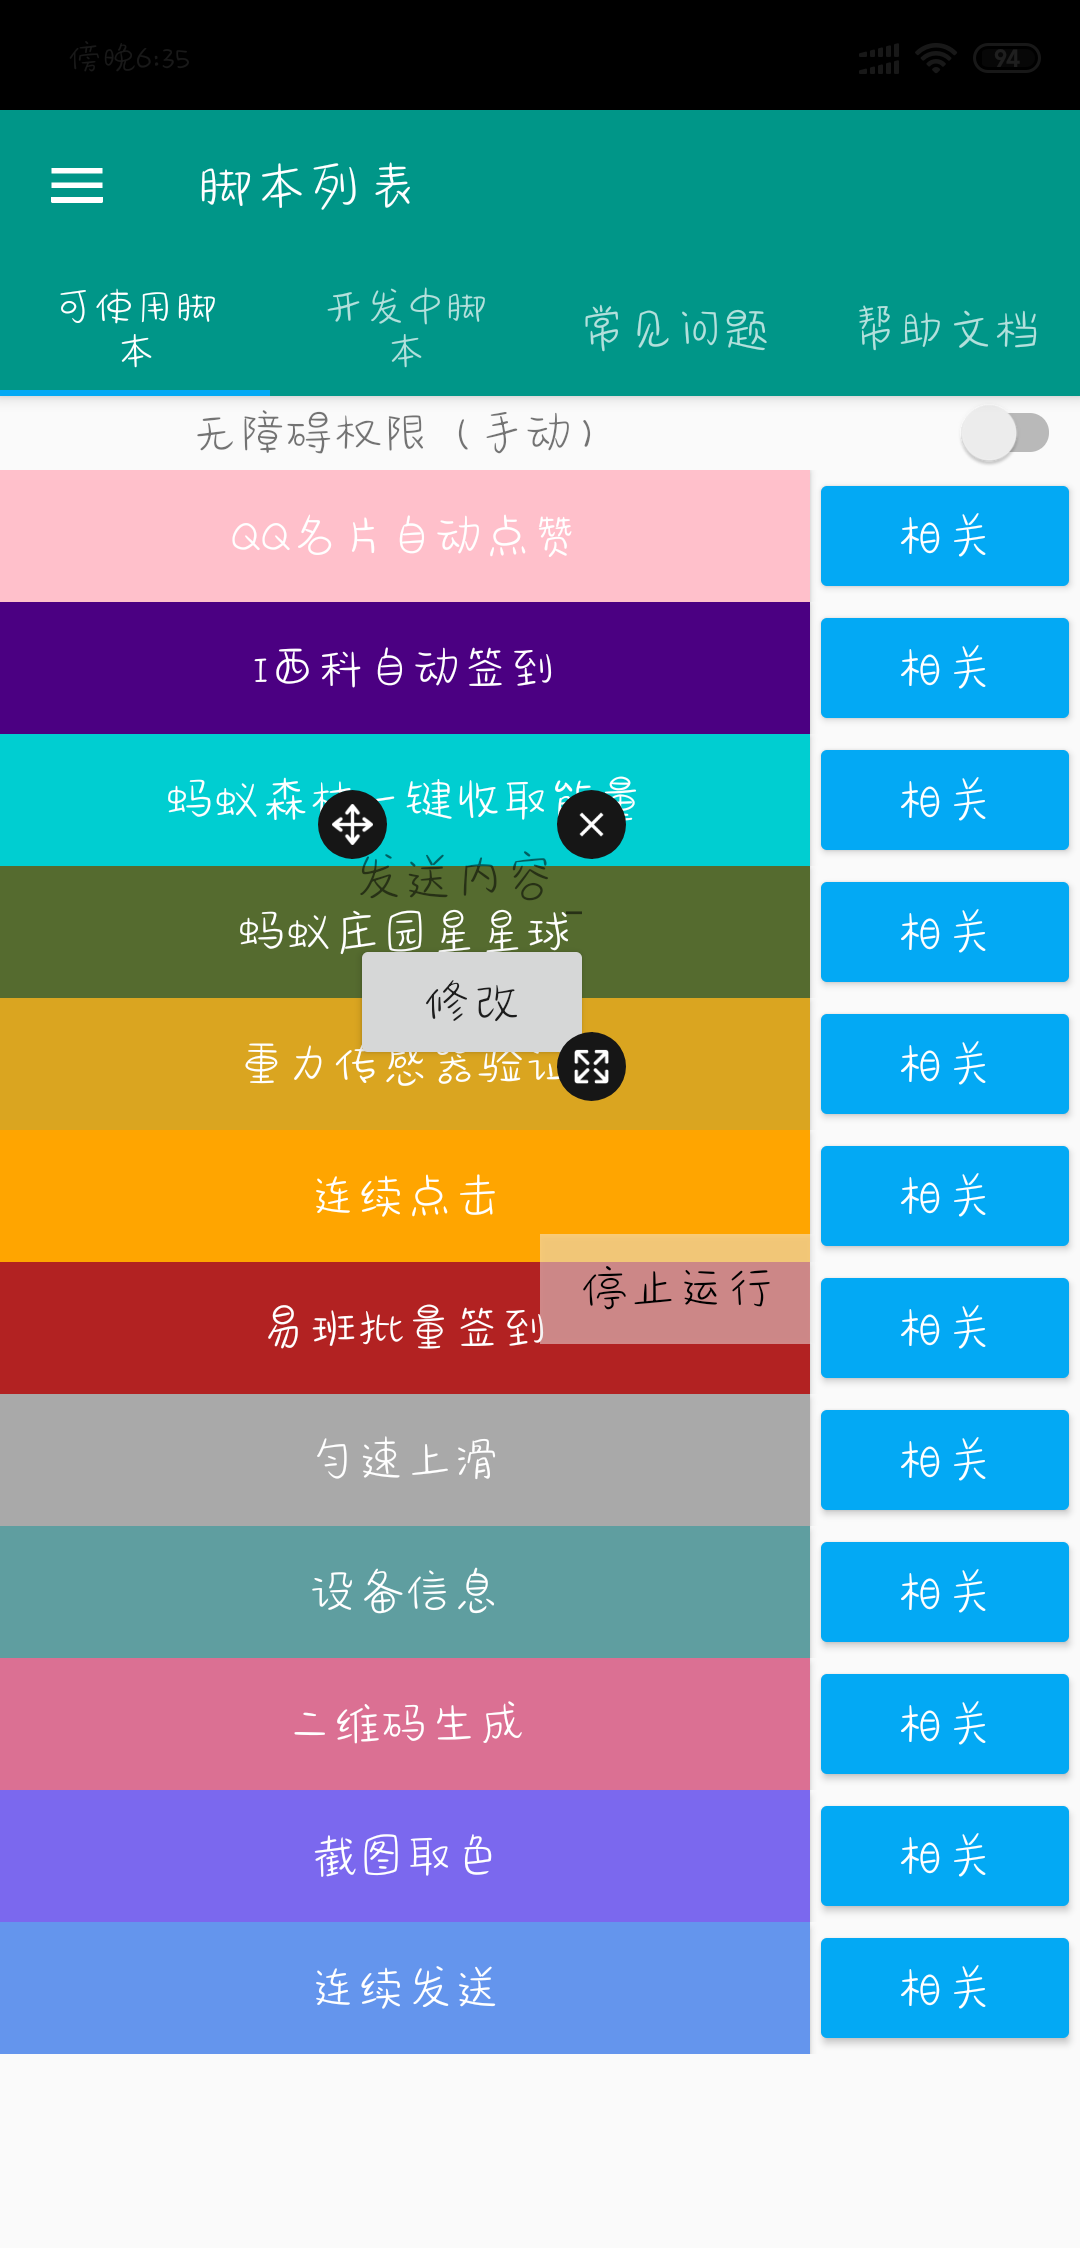 傍晚6:35
94
脚本列表
可使用脚
本
开发中脚
本
常见问题
帮助文档
无障碍权限（手动）
QQ名片自动点赞
相关
I西科自动签到
相关
蚂蚁森林一键收取能量
相关
发送内容
蚂蚁庄园星星球
相关
修改
重力传感器验证
相关
连续点击
相关
停止运行
易班批量签到
相关
匀速上滑
相关
设备信息
相关
二维码生成
相关
截图取色
相关
连续发送
相关